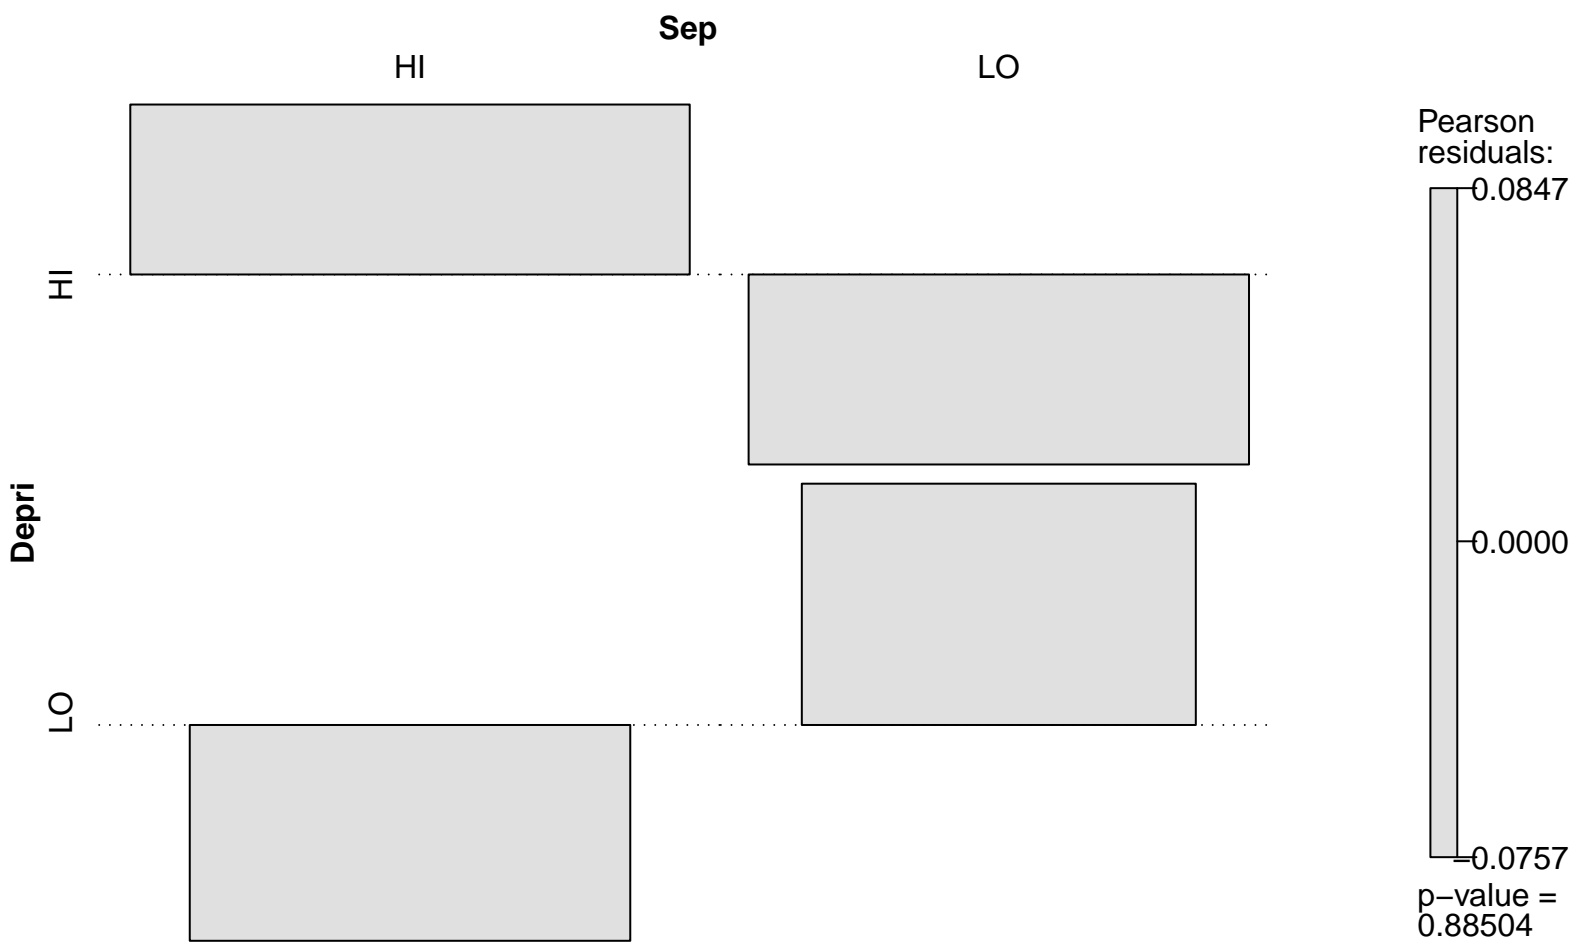 Sep
HI
LO
HI
LO
Depri
Pearson
residuals:
0.0847
0.0000
−0.0757
p−value =
0.88504